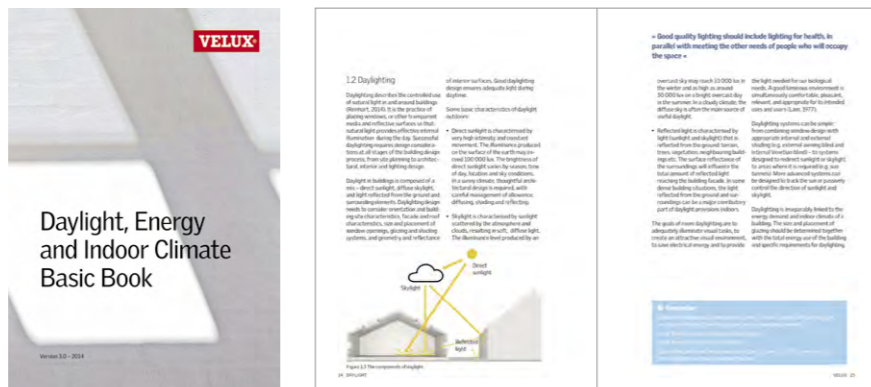 VELUX®
Daylight, Energy
and Indoor Climate
Basic Book
Version 3.0 – 2014
1.2 Daylighting
Daylighting describes the controlled use
of natural light in and around buildings
(Reinhart, 2014). It is the practice of
placing windows, or other transparent
media and reflective surfaces so that
natural light provides effective internal
illumination during the day. Successful
daylighting requires design considera-
tions at all stages of the building design
process, from site planning to architec-
tural, interior and lighting design.
Daylight in buildings is composed of a
mix – direct sunlight, diffuse skylight,
and light reflected from the ground and
surrounding elements. Daylighting design
needs to consider orientation and build-
ing site characteristics, facade and roof
characteristics, size and placement of
window openings, glazing and shading
systems, and geometry and reflectance
of interior surfaces. Good daylighting
design ensures adequate light during
daytime.
Some basic characteristics of daylight
outdoors:
• Direct sunlight is characterised by
very high intensity and constant
movement. The illuminance produced
on the surface of the earth may ex-
ceed 100 000 lux. The brightness of
direct sunlight varies by season, time
of day, location and sky conditions.
In a sunny climate, thoughtful archi-
tectural design is required, with
careful management of allowance,
diffusing, shading and reflecting.
• Skylight is characterised by sunlight
scattered by the atmosphere and
clouds, resulting in soft, diffuse light.
The illuminance level produced by an
Direct
sunlight
Skylight
Reflected
light
Figure 1.3 The components of daylight.
14 DAYLIGHT
« Good quality lighting should include lighting for health, in
parallel with meeting the other needs of people who will occupy
the space »
overcast sky may reach 10 000 lux in
the winter and as high as around
30 000 lux on a bright overcast day
in the summer. In a cloudy climate, the
diffuse sky is often the main source of
useful daylight.
• Reflected light is characterised by
light (sunlight and skylight) that is
reflected from the ground: terrain,
trees, vegetation, neighbouring build-
ings etc. The surface reflectance of
the surroundings will influence the
total amount of reflected light
reaching the building facade. In some
dense building situations, the light
reflected from the ground and sur-
roundings can be a major contributory
part of daylight provisions indoors.
The goals of room daylighting are to
adequately illuminate visual tasks, to
create an attractive visual environment,
to save electrical energy and to provide
the light needed for our biological
needs. A good luminous environment is
simultaneously comfortable, pleasant,
relevant, and appropriate for its intended
uses and users (Lam, 1977).
Daylighting systems can be simple:
from combining window design with
appropriate internal and external
shading (e.g. external awning blind and
internal Venetian blind) – to systems
designed to redirect sunlight or skylight
to areas where it is required (e.g. sun
tunnels). More advanced systems can
be designed to track the sun or passively
control the direction of sunlight and
skylight.
Daylighting is inseparably linked to the
energy demand and indoor climate of a
building. The size and placement of
glazing should be determined together
with the total energy use of the building
and specific requirements for daylighting.
Remember
VELUX 15